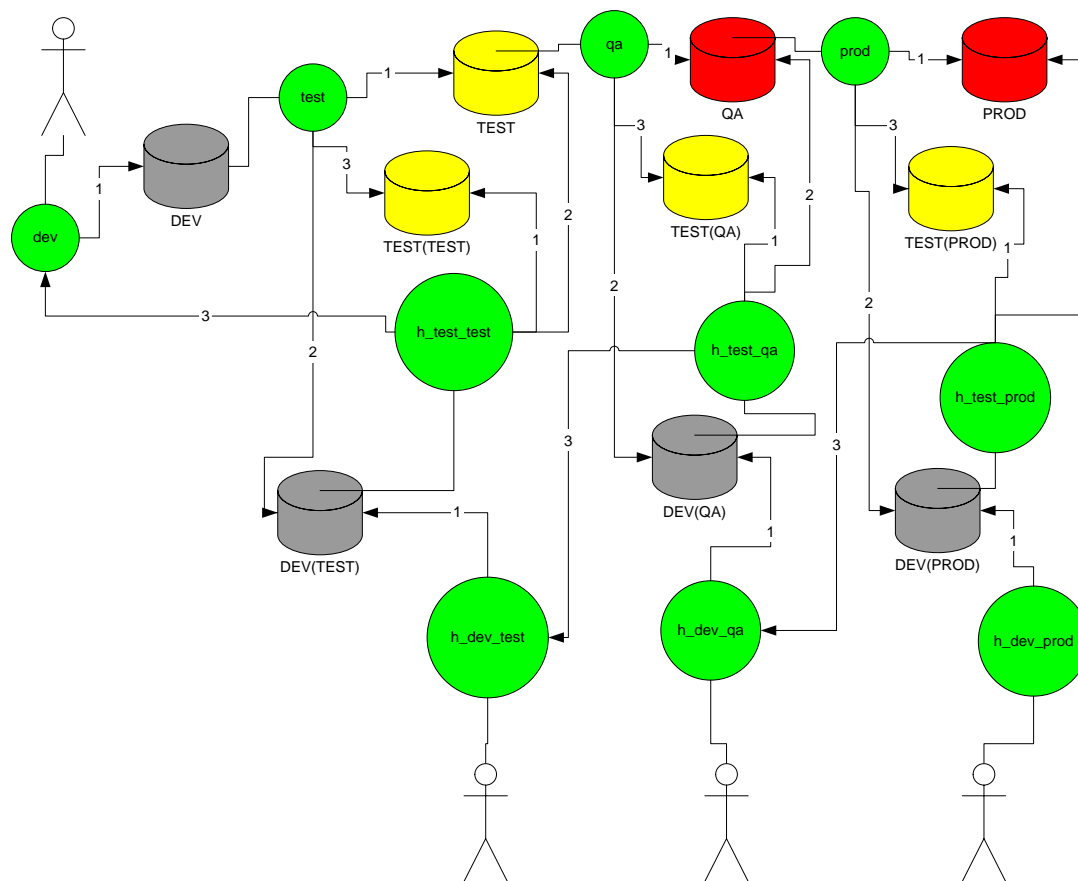 qa
prod
1
1
1
test
TEST
QA
PROD
3
3
3
1
DEV
TEST(TEST)
TEST(QA)
TEST(PROD)
2
2
dev
1
1
1
3
h_test_test
2
2
2
h_test_qa
h_test_prod
3
3
DEV(TEST)
DEV(QA)
DEV(PROD)
1
1
1
h_dev_test
h_dev_qa
h_dev_prod